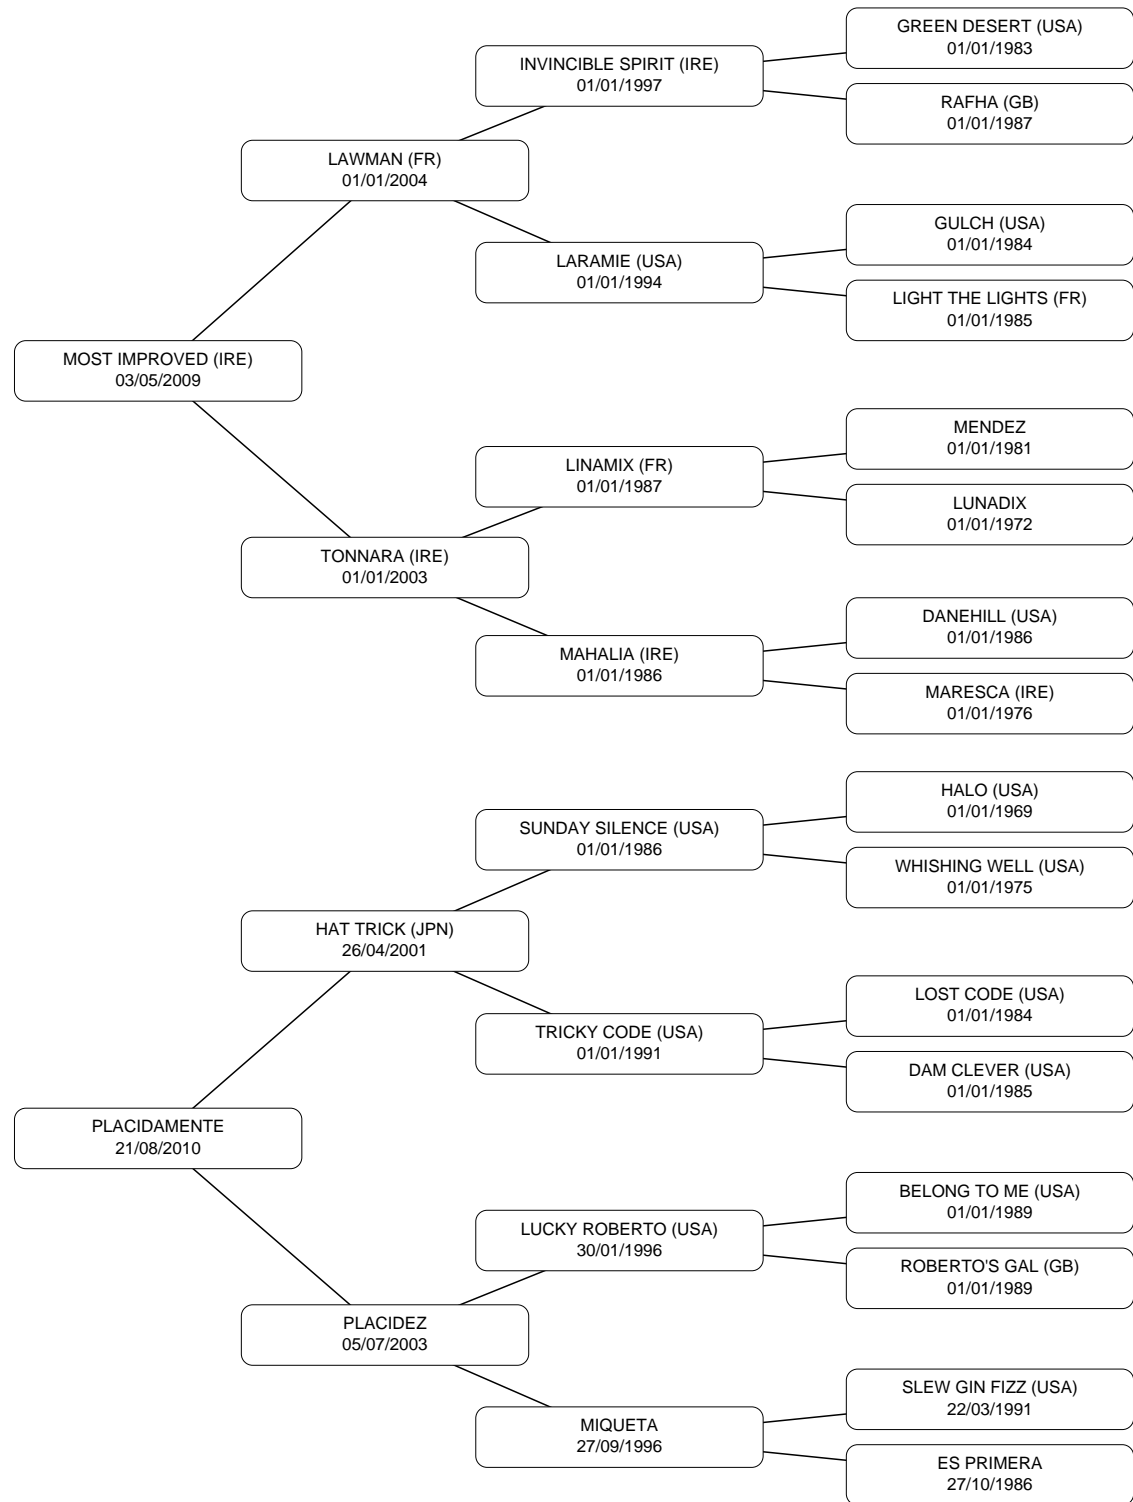 GREEN DESERT (USA)
01/01/1983
INVINCIBLE SPIRIT (IRE)
01/01/1997
RAFHA (GB)
01/01/1987
LAWMAN (FR)
01/01/2004
GULCH (USA)
01/01/1984
LARAMIE (USA)
01/01/1994
LIGHT THE LIGHTS (FR)
01/01/1985
MOST IMPROVED (IRE)
03/05/2009
MENDEZ
01/01/1981
LINAMIX (FR)
01/01/1987
LUNADIX
01/01/1972
TONNARA (IRE)
01/01/2003
DANEHILL (USA)
01/01/1986
MAHALIA (IRE)
01/01/1986
MARESCA (IRE)
01/01/1976
HALO (USA)
01/01/1969
SUNDAY SILENCE (USA)
01/01/1986
WHISHING WELL (USA)
01/01/1975
HAT TRICK (JPN)
26/04/2001
LOST CODE (USA)
01/01/1984
TRICKY CODE (USA)
01/01/1991
DAM CLEVER (USA)
01/01/1985
PLACIDAMENTE
21/08/2010
BELONG TO ME (USA)
01/01/1989
LUCKY ROBERTO (USA)
30/01/1996
ROBERTO'S GAL (GB)
01/01/1989
PLACIDEZ
05/07/2003
SLEW GIN FIZZ (USA)
22/03/1991
MIQUETA
27/09/1996
ES PRIMERA
27/10/1986